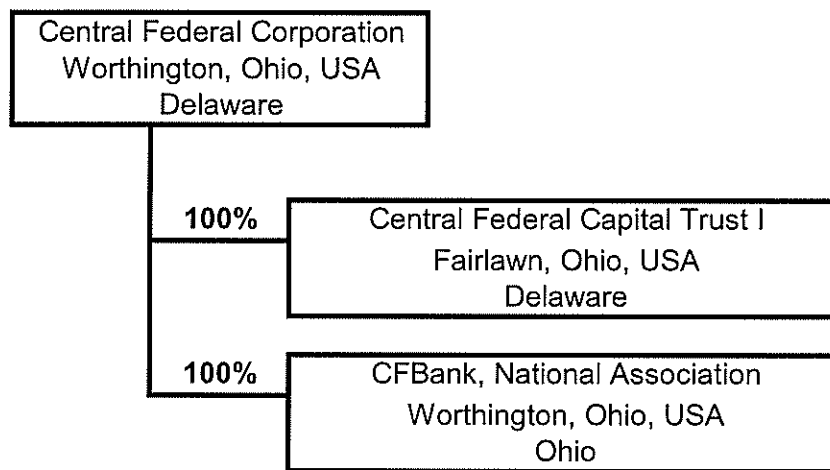 Central Federal Corporation
Worthington, Ohio, USA
Delaware
100%
Central Federal Capital Trust I
Fairlawn, Ohio, USA
Delaware
100%
CFBank, National Association
Worthington, Ohio, USA
Ohio